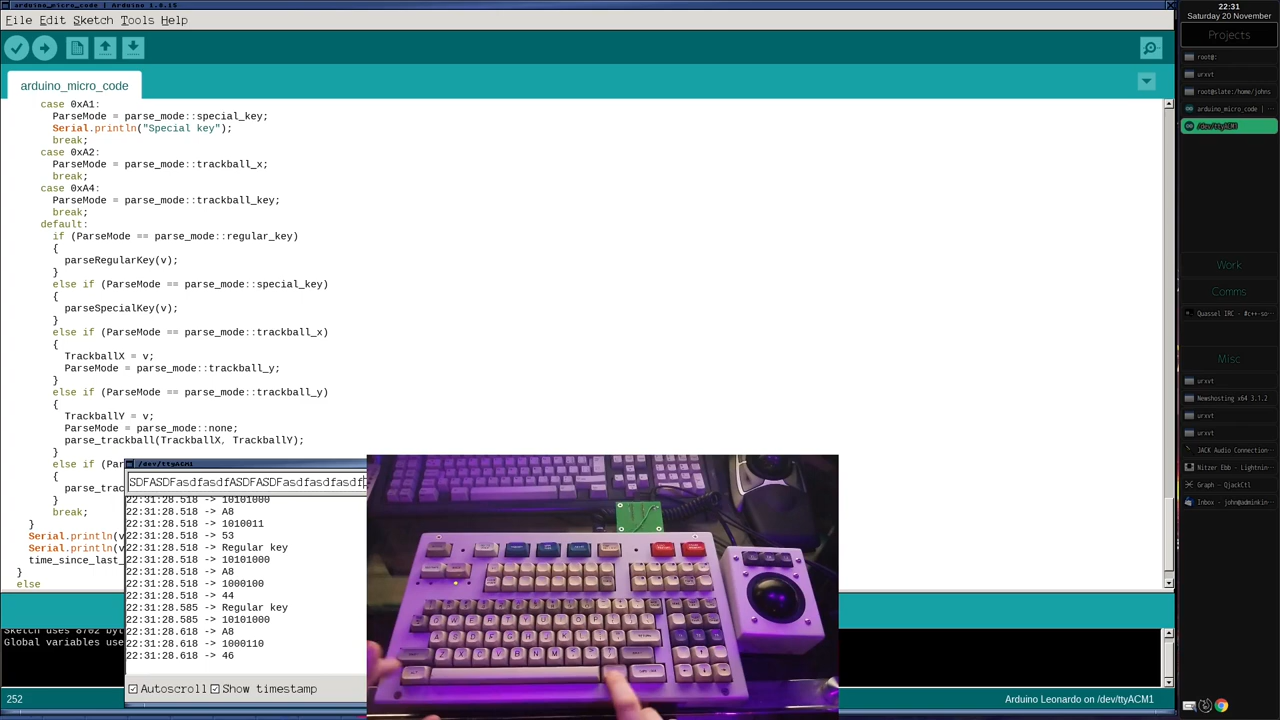 arduino_micro_code | Arduino 1.8.15
File Edit Sketch Tools Help
arduino_micro_code
case 0xA1:
ParseMode = parse_mode::special_key;
Serial.println("Special key");
break;
case 0xA2:
ParseMode = parse_mode::trackball_x;
break;
case 0xA4:
ParseMode = parse_mode::trackball_key;
break;
default:
if (ParseMode == parse_mode::regular_key)
{
parseRegularKey(v);
}
else if (ParseMode == parse_mode::special_key)
{
parseSpecialKey(v);
}
else if (ParseMode == parse_mode::trackball_x)
{
TrackballX = v;
ParseMode = parse_mode::trackball_y;
}
else if (ParseMode == parse_mode::trackball_y)
{
TrackballY = v;
ParseMode = parse_mode::none;
parse_trackball(TrackballX, TrackballY);
}
else if (Par
{
parse_trac
}
break;
}
Serial.println(v
Serial.println(v
time_since_last_
}
else
Sketch uses 8762 byt
Global variables use
252
Arduino Leonardo on /dev/ttyACM1
/dev/ttyACM1
SDFASDFasdfasdfASDFASDFasdfasdfasdf
22:31:28.518 -> 10101000
22:31:28.518 -> A8
22:31:28.518 -> 1010011
22:31:28.518 -> 53
22:31:28.518 -> Regular key
22:31:28.518 -> 10101000
22:31:28.518 -> A8
22:31:28.518 -> 1000100
22:31:28.518 -> 44
22:31:28.585 -> Regular key
22:31:28.585 -> 10101000
22:31:28.618 -> A8
22:31:28.618 -> 1000110
22:31:28.618 -> 46
Autoscroll Show timestamp
22:31
Saturday 20 November
Projects
root@:
urxvt
root@slate:/home/johns
arduino_micro_code |
/dev/ttyACM1
Work
Comms
Quassel IRC - #c++-so
Misc
urxvt
Newshosting x64 3.1.2
urxvt
urxvt
JACK Audio Connection
Nitzer Ebb - Lightnin
Graph - QjackCtl
Inbox - john@adminkin